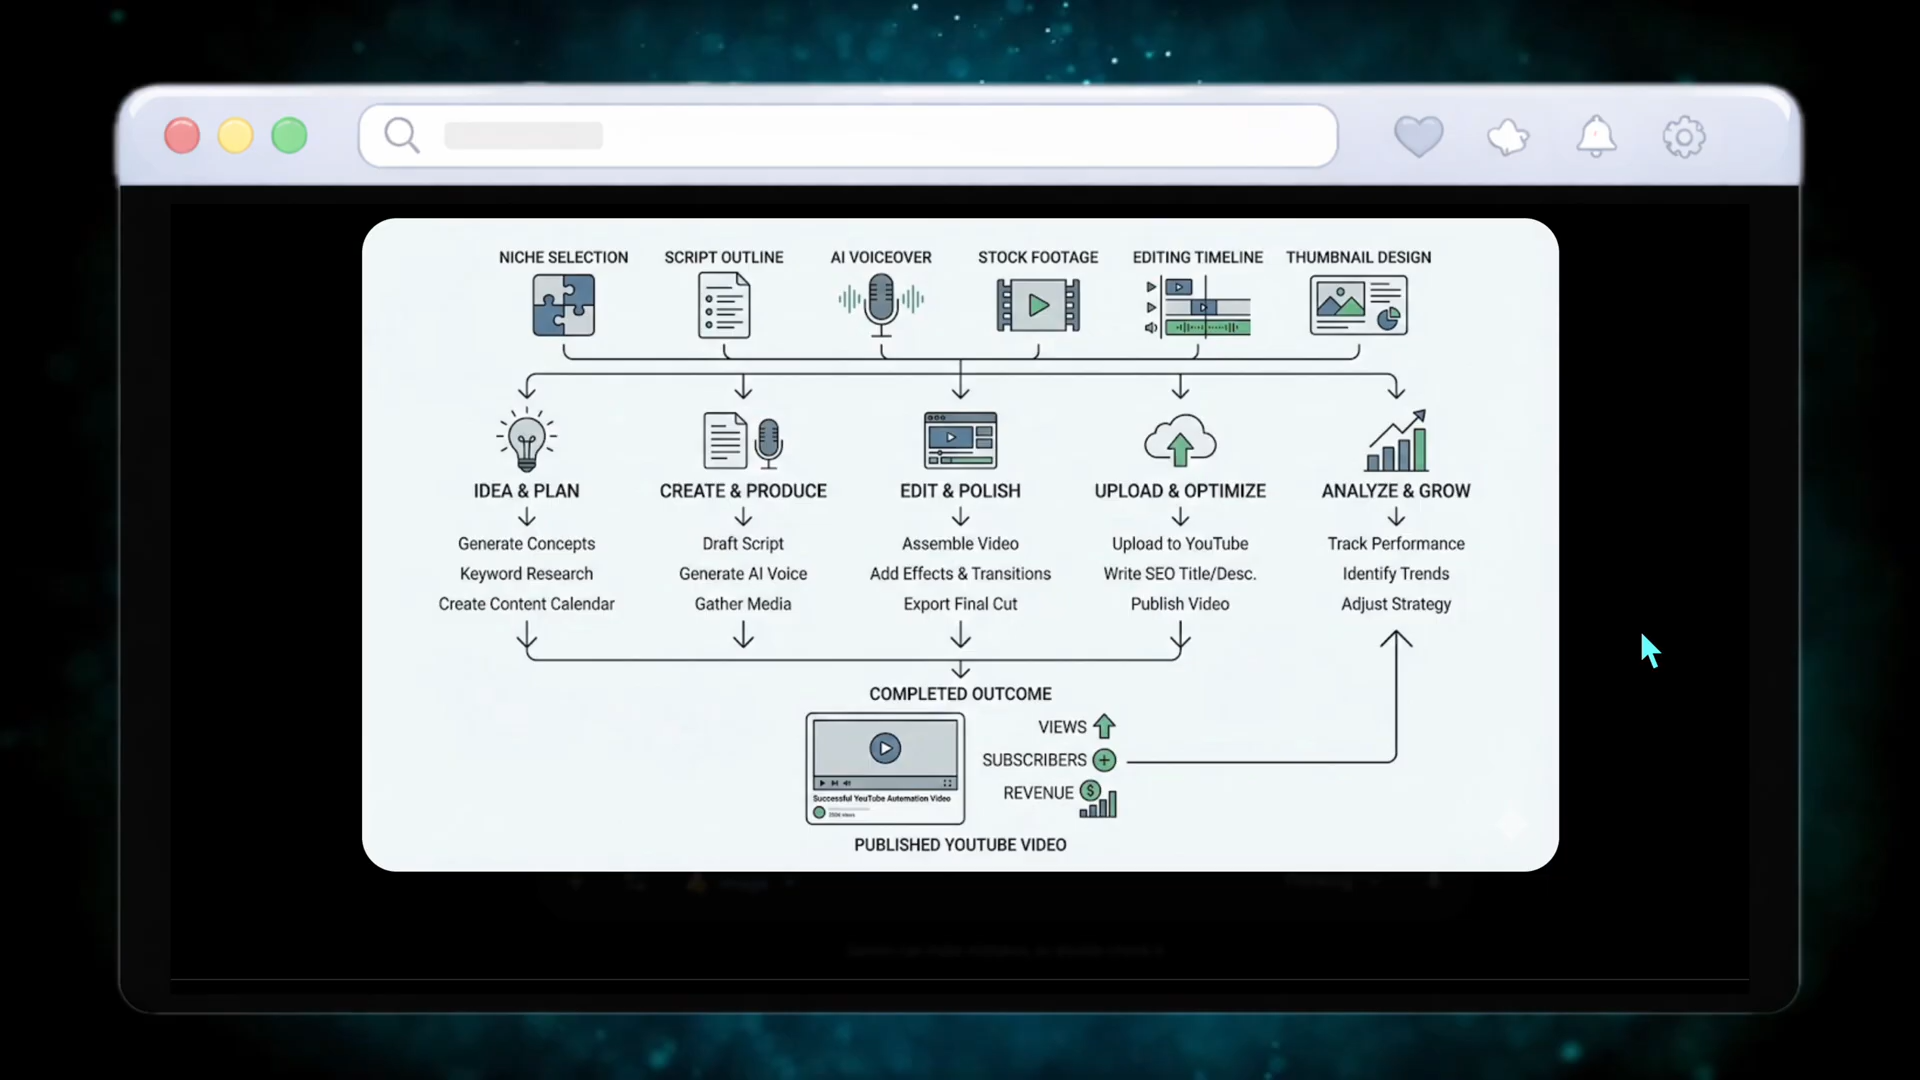 NICHE SELECTION
SCRIPT OUTLINE
AI VOICEOVER
STOCK FOOTAGE
EDITING TIMELINE
THUMBNAIL DESIGN
IDEA & PLAN
Generate Concepts
Keyword Research
Create Content Calendar
CREATE & PRODUCE
Draft Script
Generate AI Voice
Gather Media
EDIT & POLISH
Assemble Video
Add Effects & Transitions
Export Final Cut
UPLOAD & OPTIMIZE
Upload to YouTube
Write SEO Title/Desc.
Publish Video
ANALYZE & GROW
Track Performance
Identify Trends
Adjust Strategy
COMPLETED OUTCOME
Successful YouTube Automation Video
VIEWS
SUBSCRIBERS
REVENUE
PUBLISHED YOUTUBE VIDEO